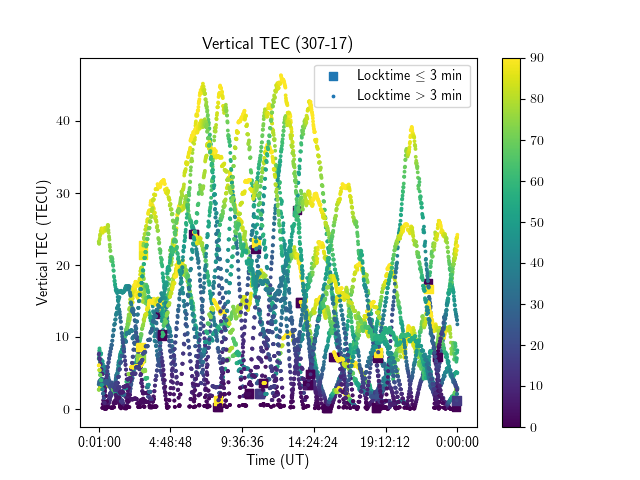 Vertical TEC (307-17)
Locktime ≤ 3 min
Locktime > 3 min
Vertical TEC (TECU)
40
30
20
10
0
0:01:00 4:48:48 9:36:36 14:24:24 19:12:12 0:00:00
Time (UT)
90
80
70
60
50
40
30
20
10
0